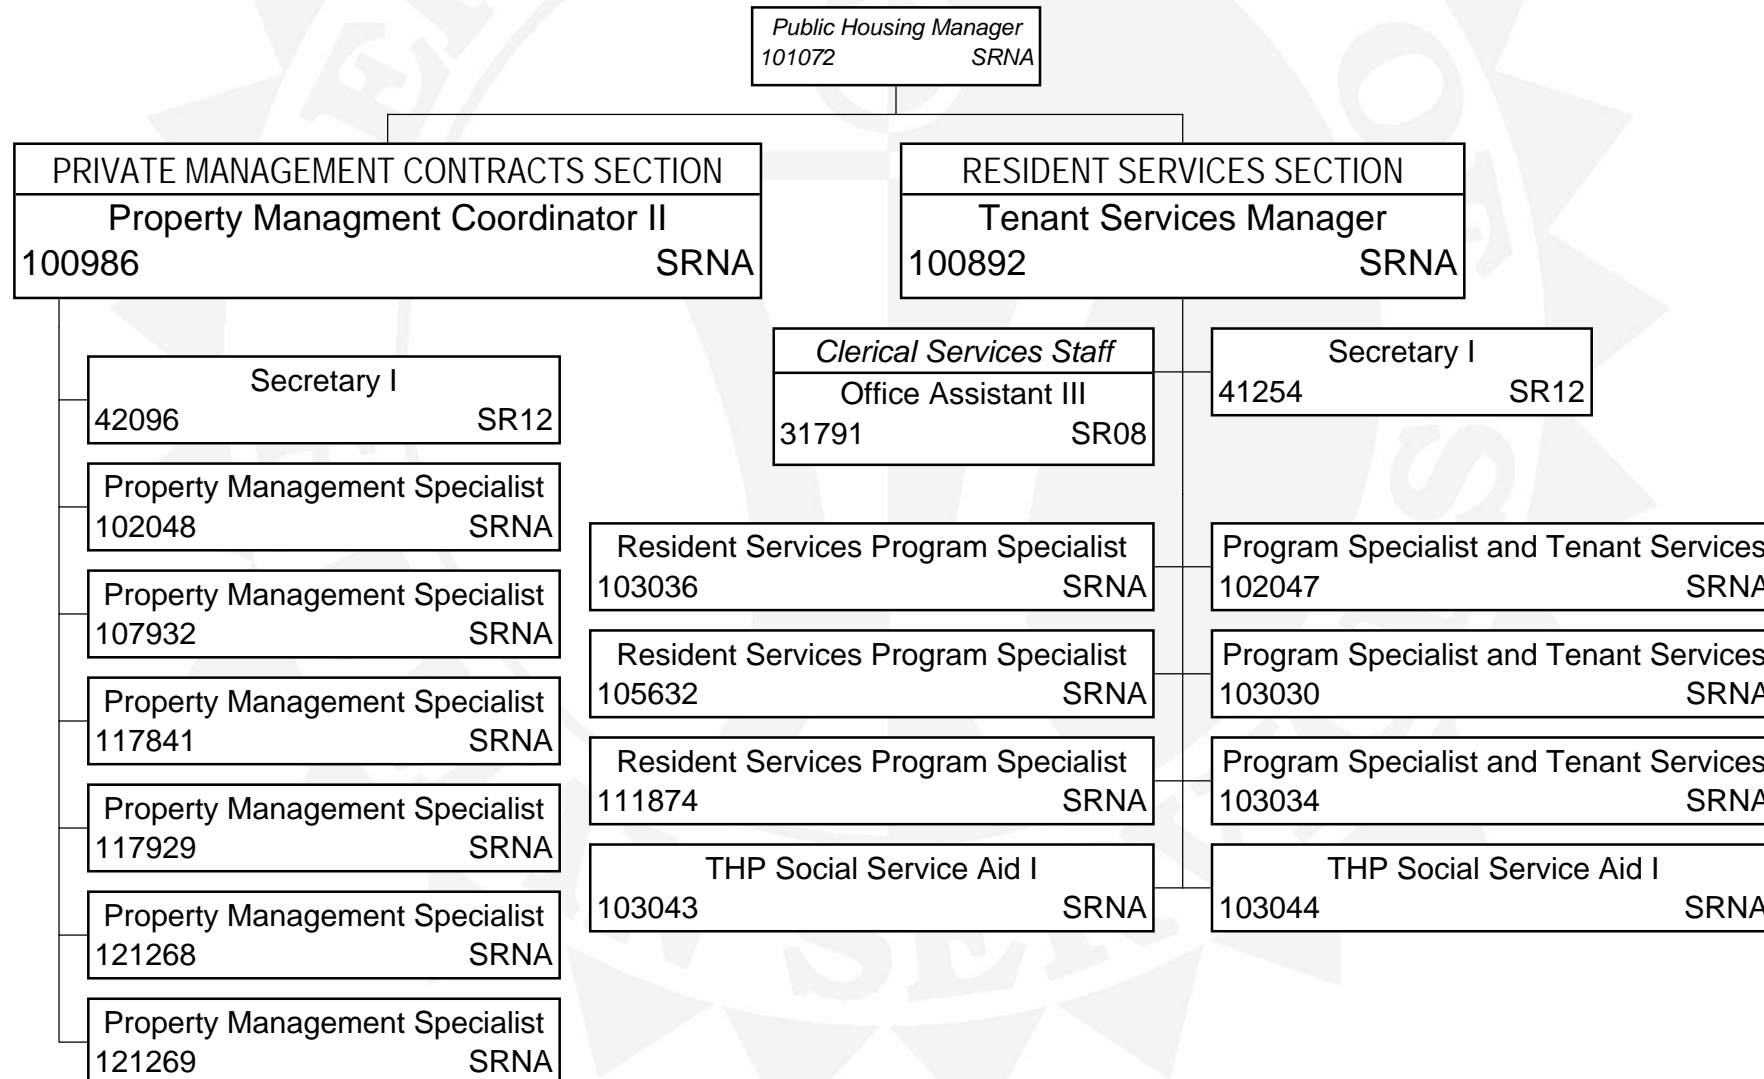 Public Housing Manager
101072 SRNA
PRIVATE MANAGEMENT CONTRACTS SECTION
Property Managment Coordinator II
100986 SRNA
RESIDENT SERVICES SECTION
Tenant Services Manager
100892 SRNA
Secretary I
42096 SR12
Property Management Specialist
102048 SRNA
Property Management Specialist
107932 SRNA
Property Management Specialist
117841 SRNA
Property Management Specialist
117929 SRNA
Property Management Specialist
121268 SRNA
Property Management Specialist
121269 SRNA
Clerical Services Staff
Office Assistant III
31791 SR08
Secretary I
41254 SR12
Resident Services Program Specialist
103036 SRNA
Program Specialist and Tenant Services
102047 SRNA
Resident Services Program Specialist
105632 SRNA
Program Specialist and Tenant Services
103030 SRNA
Resident Services Program Specialist
111874 SRNA
Program Specialist and Tenant Services
103034 SRNA
THP Social Service Aid I
103043 SRNA
THP Social Service Aid I
103044 SRNA